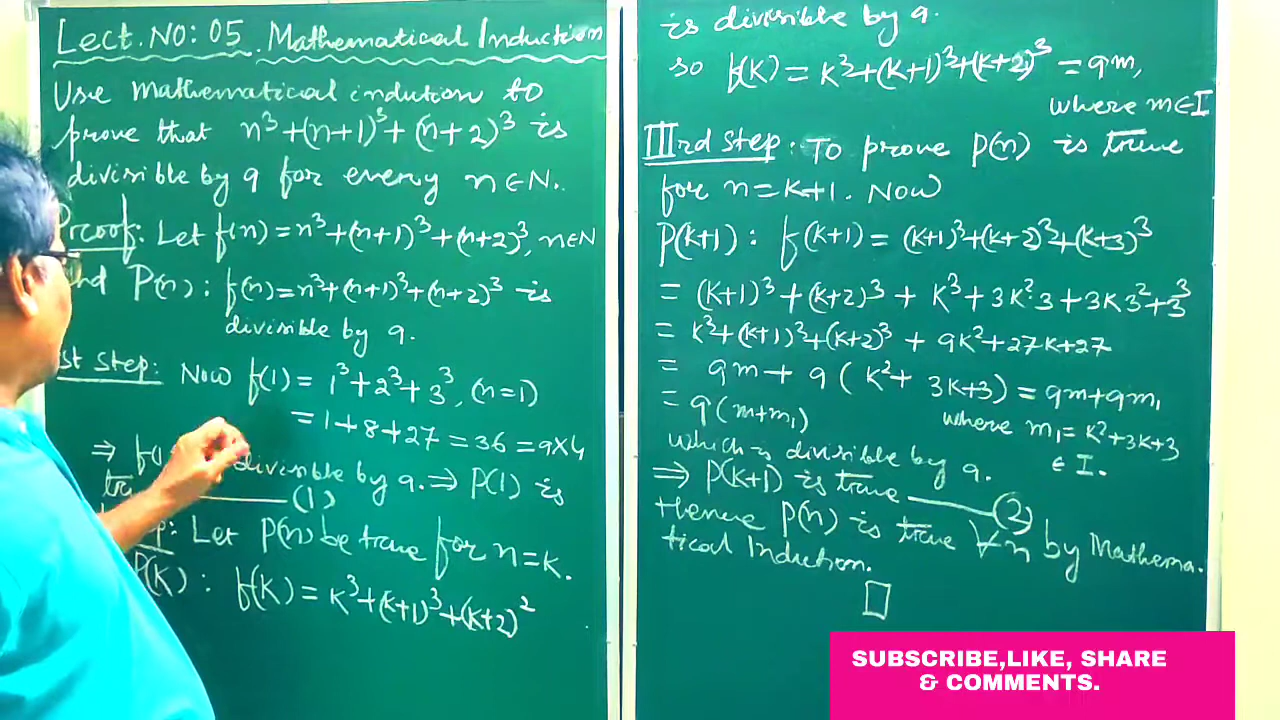 Lect. NO: 05. Mathematical Induction
Use mathematical indution to
prove that n³+(n+1)³+(n+2)³ is
divisible by 9 for every n∈N.
Proof: Let f(n)=n³+(n+1)³+(n+2)³, n∈N
and P(n): f(n)=n³+(n+1)³+(n+2)³ is
divisible by 9.
st Step: Now f(1)= 1³+2³+3³, (n=1)
=1+8+27=36=9×4
⇒ divisible by 9.⇒ P(1) is
(1)
Let P(n) be true for n=K.
P(K): f(K)=K³+(K+1)³+(K+2)²
is divisible by 9.
so f(K)=K³+(K+1)³+(K+2)³=9m,
where m∈I
IIIrd Step: To prove P(n) is true
for n=K+1. Now
P(K+1): f(K+1)=(K+1)³+(K+2)³+(K+3)³
=(K+1)³+(K+2)³+K³+3K²·3+3K3²+3³
=K³+(K+1)³+(K+2)³+9K²+27K+27
=9m+9(K²+3K+3)=9m+9m₁
=9(m+m₁) where m₁=K²+3K+3
which is divisible by 9. ∈ I.
⇒ P(K+1) is true (2)
Hence P(n) is true ∀n by Mathema-
tical Induction.
SUBSCRIBE,LIKE, SHARE
& COMMENTS.